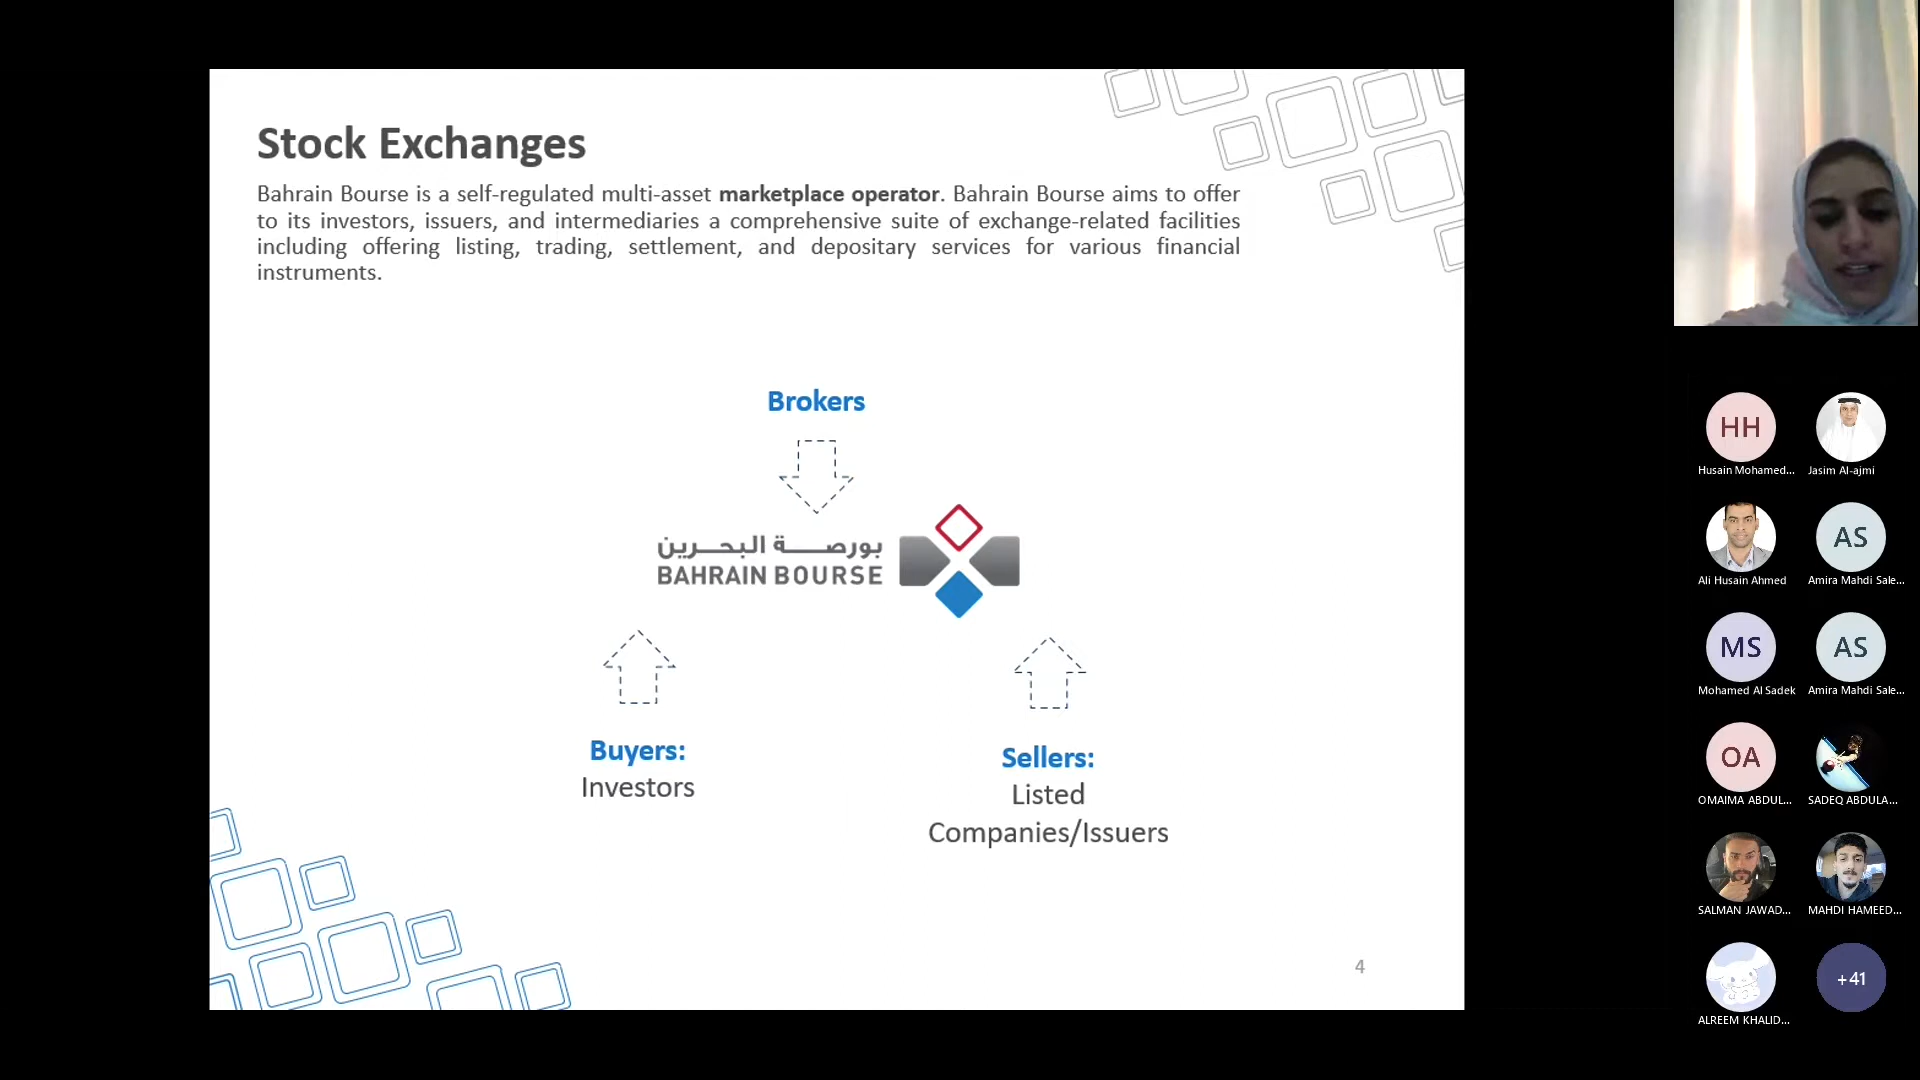 Stock Exchanges
Bahrain Bourse is a self-regulated multi-asset marketplace operator. Bahrain Bourse aims to offer
to its investors, issuers, and intermediaries a comprehensive suite of exchange-related facilities
including offering listing, trading, settlement, and depositary services for various financial
instruments.
Brokers
بورصـــة البحـــرين
BAHRAIN BOURSE
Buyers:
Investors
Sellers:
Listed
Companies/Issuers
4
HH
Husain Mohamed...
Jasim Al-ajmi
Ali Husain Ahmed
AS
Amira Mahdi Sale...
MS
Mohamed Al Sadek
AS
Amira Mahdi Sale...
OA
OMAIMA ABDUL...
SADEQ ABDULA...
SALMAN JAWAD...
MAHDI HAMEED...
ALREEM KHALID...
+41